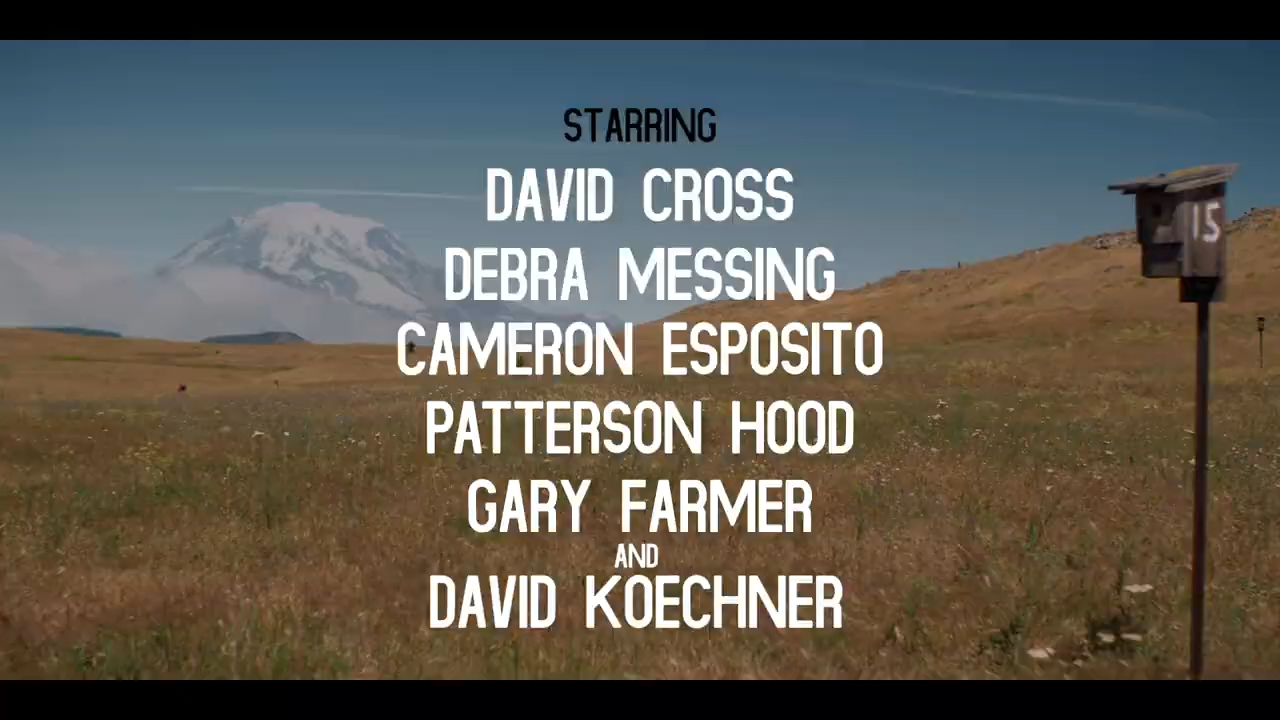 STARRING
DAVID CROSS
DEBRA MESSING
CAMERON ESPOSITO
PATTERSON HOOD
GARY FARMER
AND
DAVID KOECHNER
15